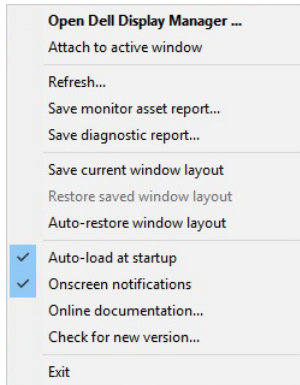 Open Dell Display Manager ...
Attach to active window
Refresh...
Save monitor asset report...
Save diagnostic report...
Save current window layout
Restore saved window layout
Auto-restore window layout
Auto-load at startup
Onscreen notifications
Online documentation...
Check for new version...
Exit